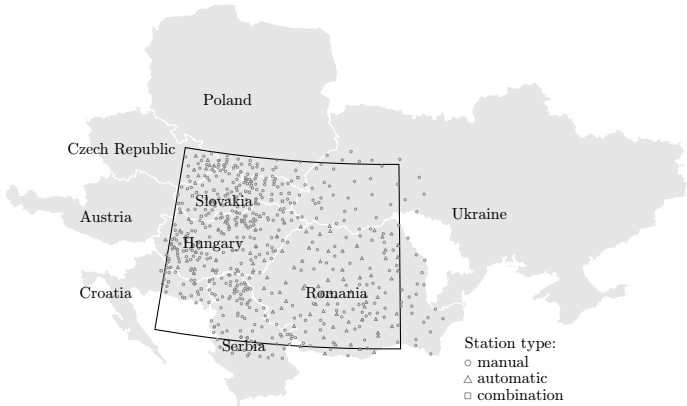 Poland
Czech Republic
Slovakia
Austria
Ukraine
Hungary
Croatia
Romania
Serbia
Station type:
manual
automatic
combination